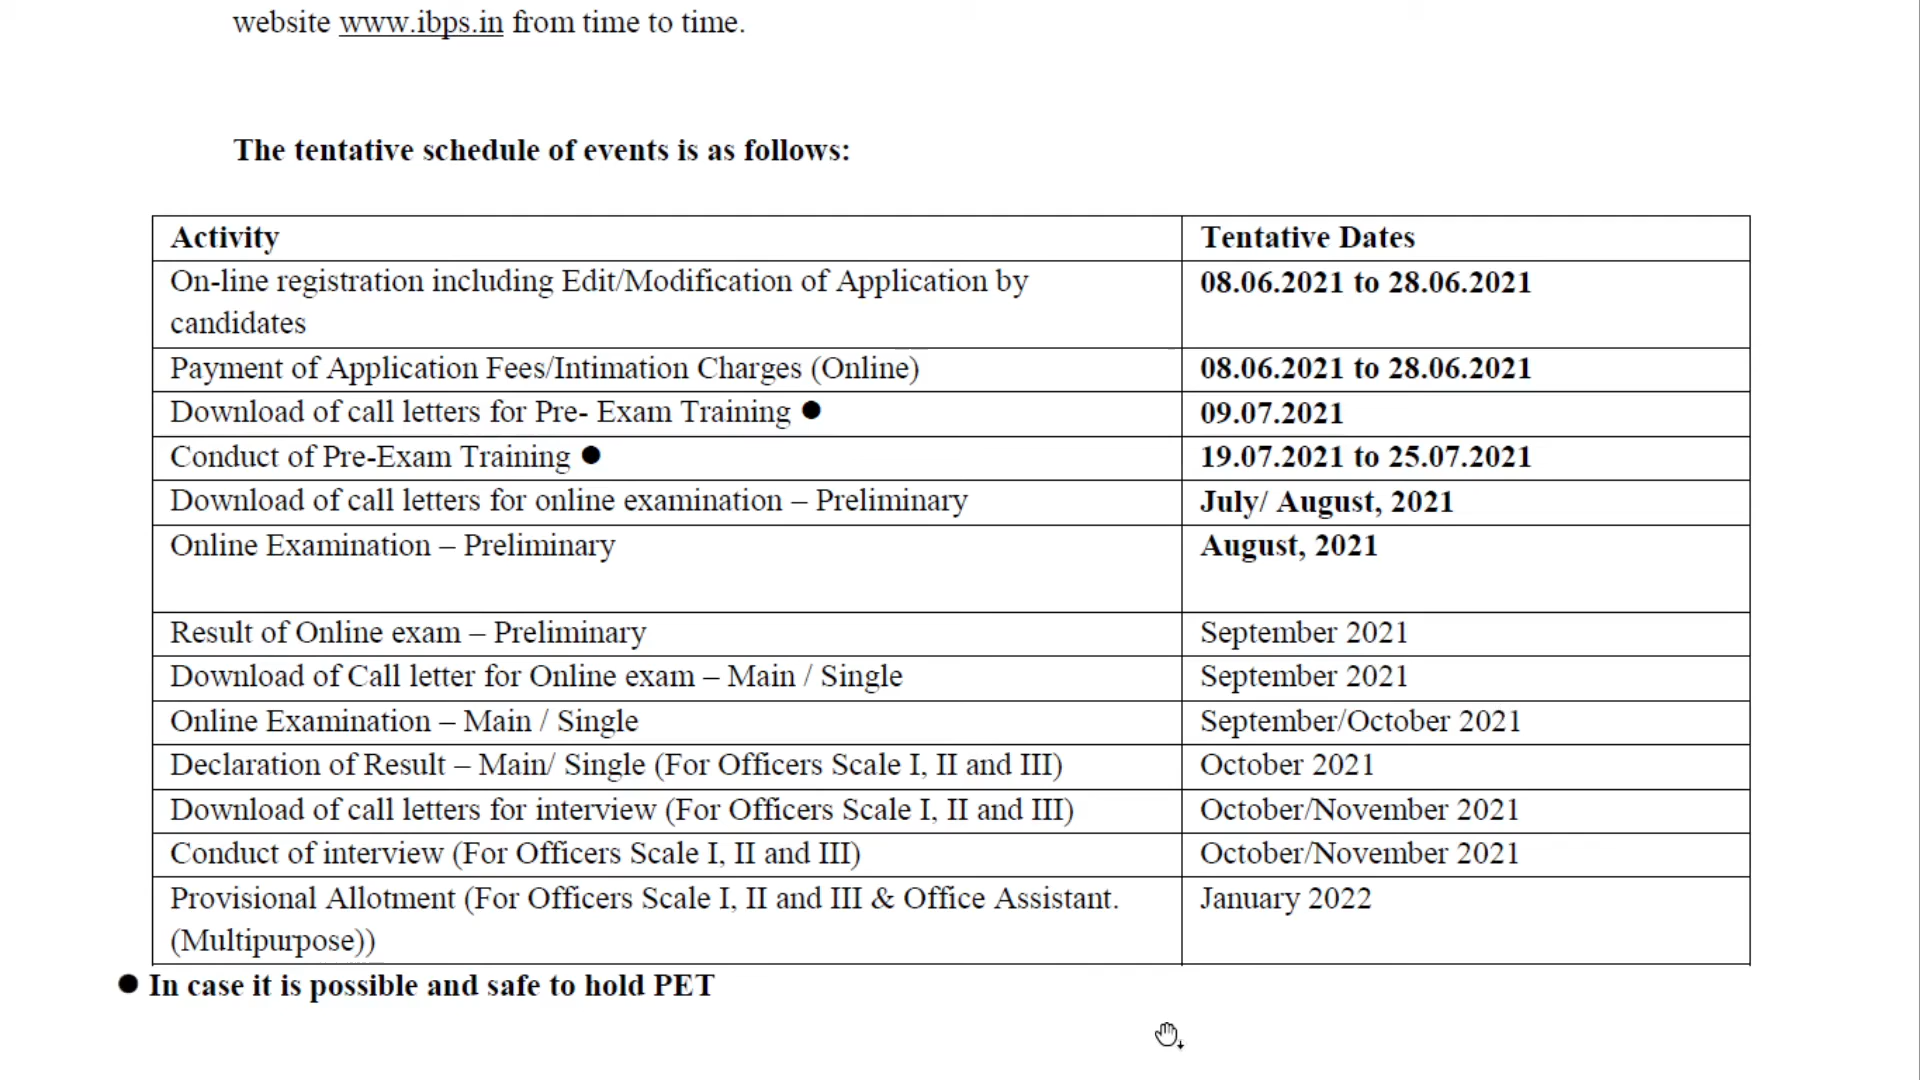 website www.ibps.in from time to time.
The tentative schedule of events is as follows:
Activity Tentative Dates
On-line registration including Edit/Modification of Application by 08.06.2021 to 28.06.2021
candidates
Payment of Application Fees/Intimation Charges (Online) 08.06.2021 to 28.06.2021
Download of call letters for Pre- Exam Training ● 09.07.2021
Conduct of Pre-Exam Training ● 19.07.2021 to 25.07.2021
Download of call letters for online examination – Preliminary July/ August, 2021
Online Examination – Preliminary August, 2021
Result of Online exam – Preliminary September 2021
Download of Call letter for Online exam – Main / Single September 2021
Online Examination – Main / Single September/October 2021
Declaration of Result – Main/ Single (For Officers Scale I, II and III) October 2021
Download of call letters for interview (For Officers Scale I, II and III) October/November 2021
Conduct of interview (For Officers Scale I, II and III) October/November 2021
Provisional Allotment (For Officers Scale I, II and III & Office Assistant. January 2022
(Multipurpose))
● In case it is possible and safe to hold PET